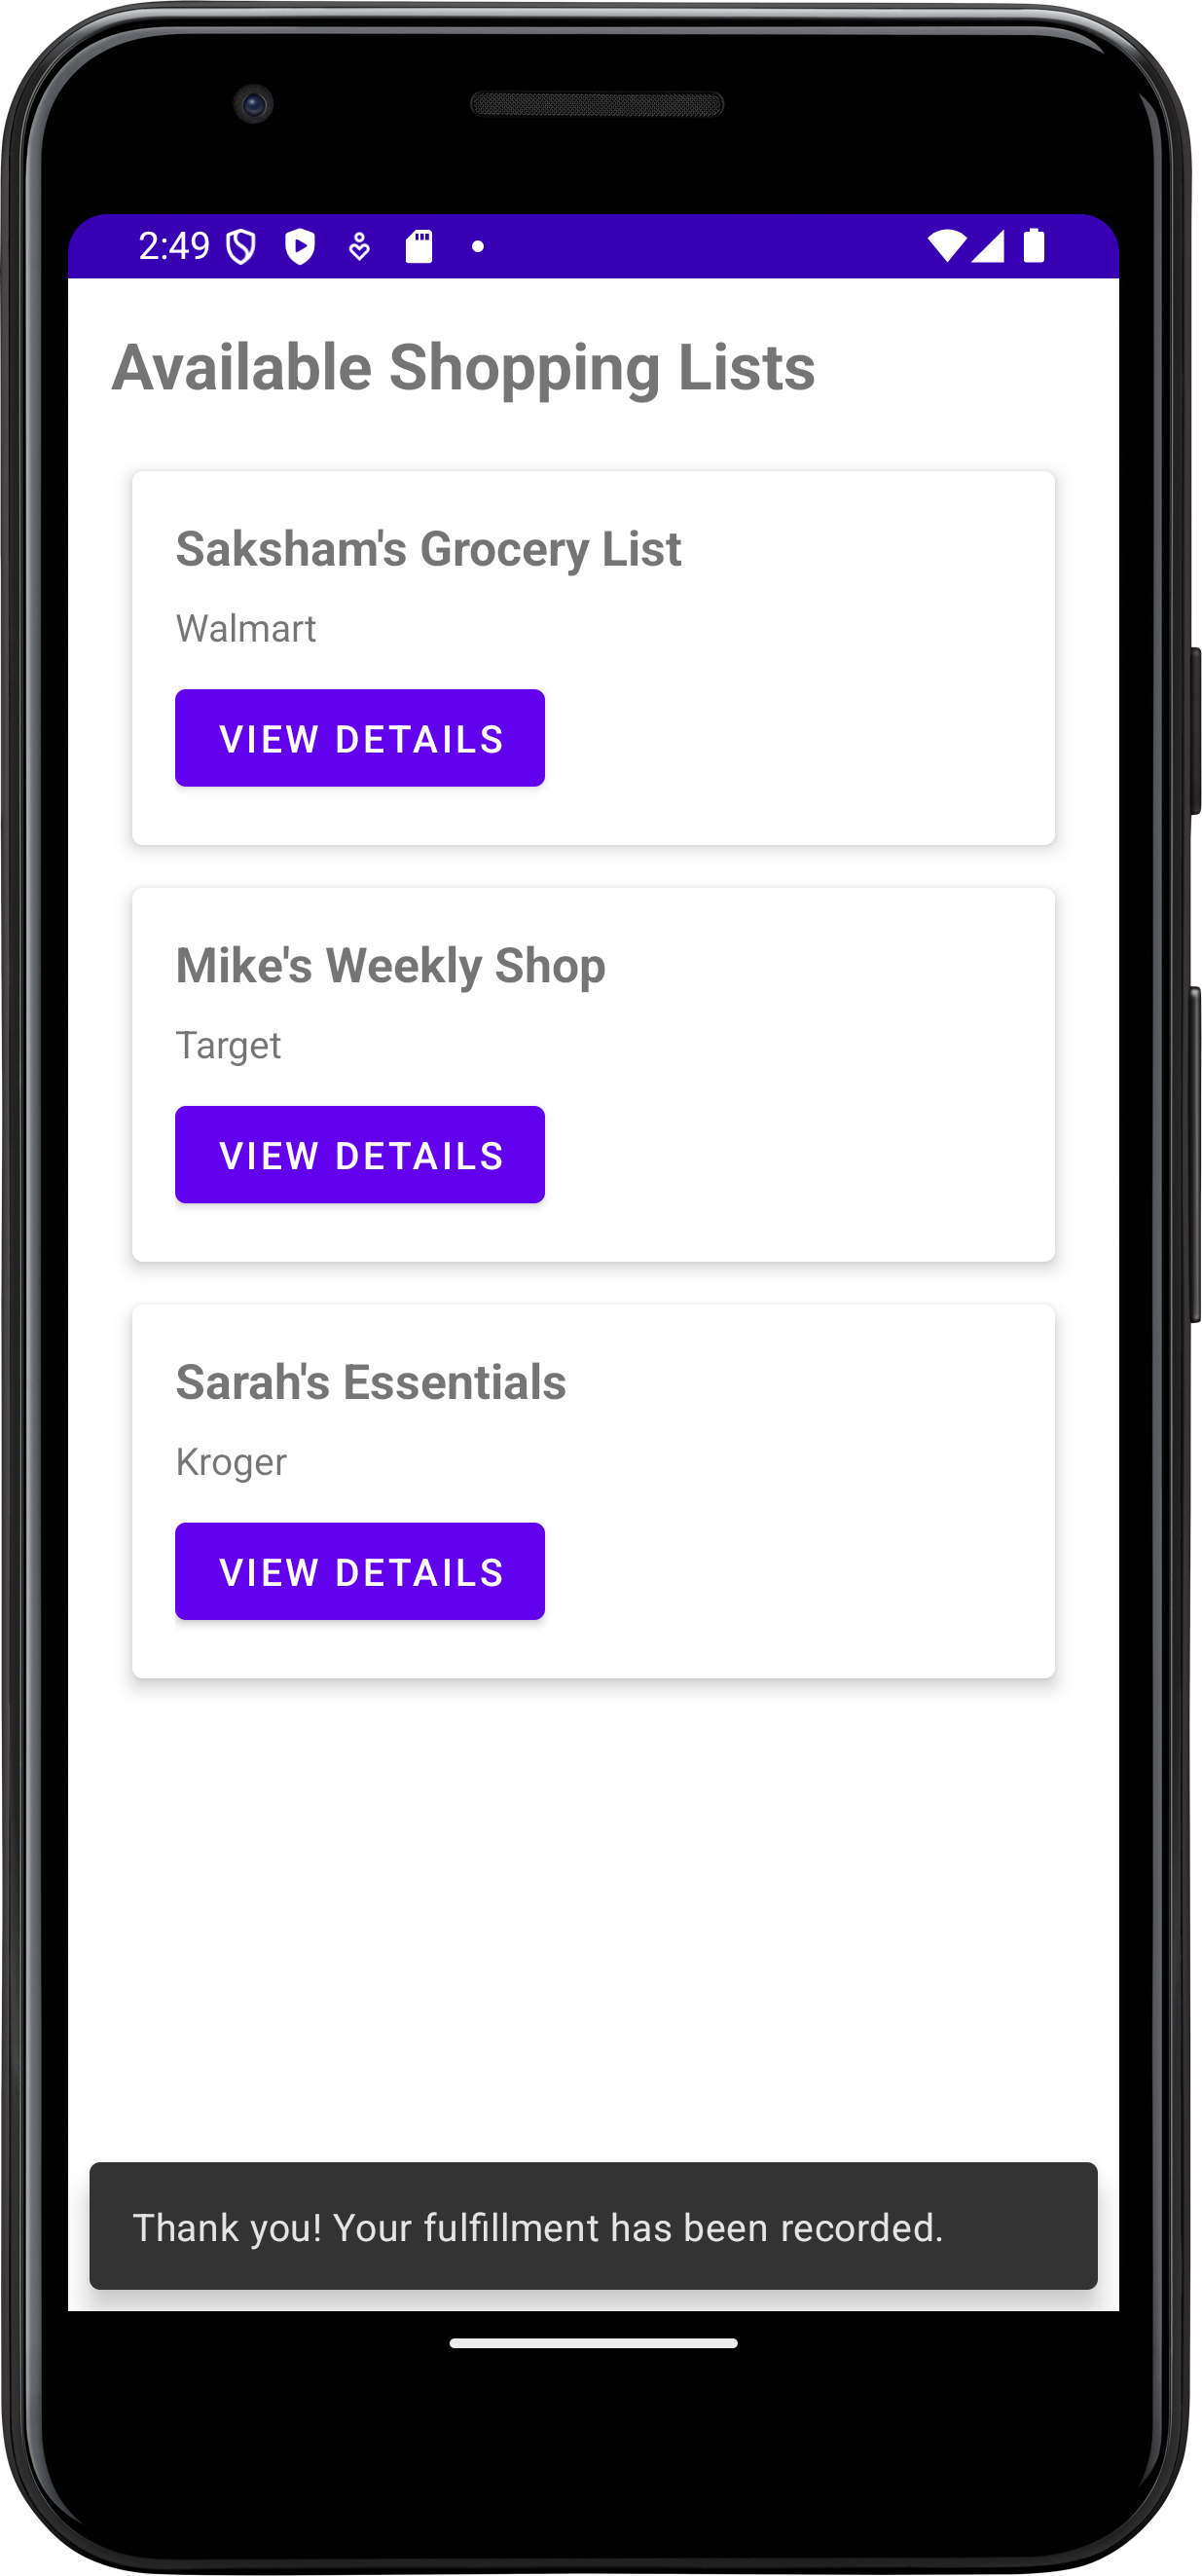 2:49
Available Shopping Lists
Saksham's Grocery List
Walmart
VIEW DETAILS
Mike's Weekly Shop
Target
VIEW DETAILS
Sarah's Essentials
Kroger
VIEW DETAILS
Thank you! Your fulfillment has been recorded.